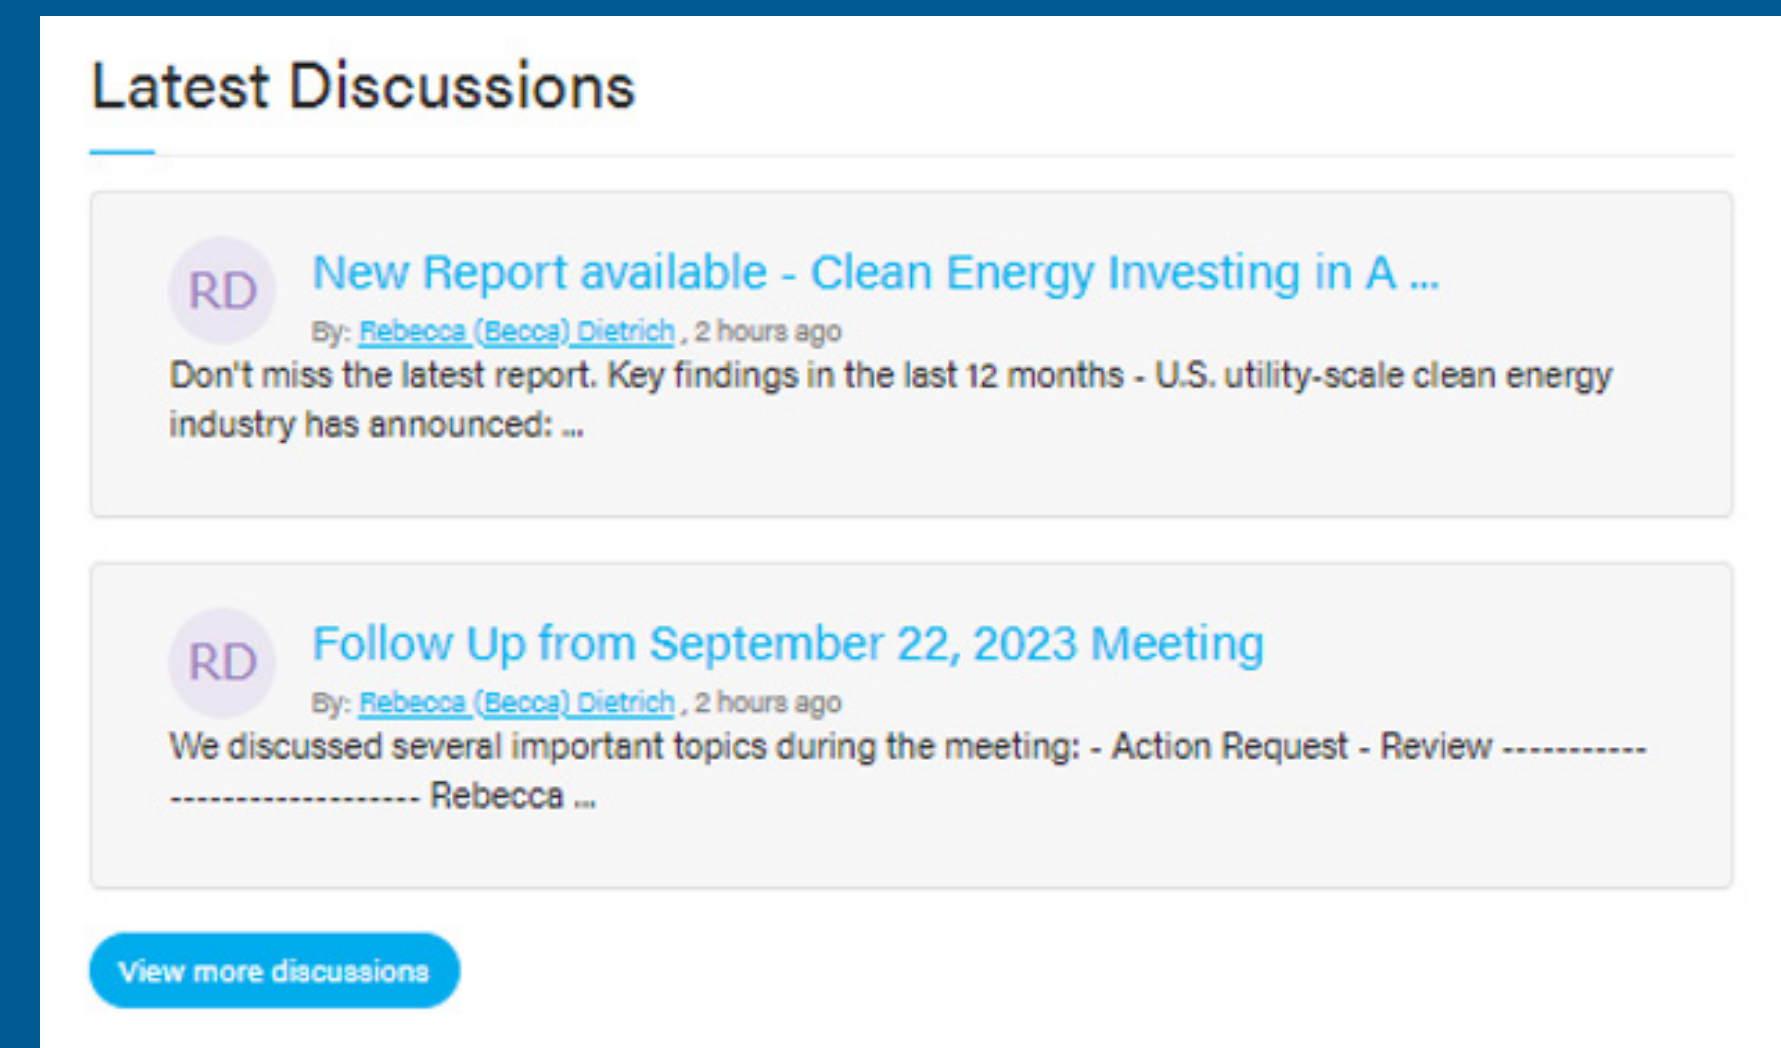 Latest Discussions
RD
New Report available - Clean Energy Investing in A ...
By: Rebecca (Becca) Dietrich , 2 hours ago
Don't miss the latest report. Key findings in the last 12 months - U.S. utility-scale clean energy
industry has announced: ...
RD
Follow Up from September 22, 2023 Meeting
By: Rebecca (Becca) Dietrich , 2 hours ago
We discussed several important topics during the meeting: - Action Request - Review -----------
------------------- Rebecca ...
View more discussions